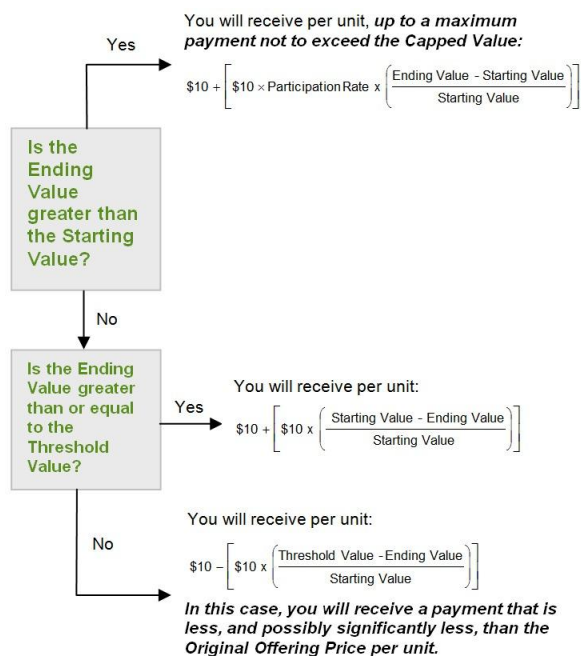 You will receive per unit, up to a maximum
payment not to exceed the Capped Value:
Yes
$10 + [ $10 × Participation Rate x ( Ending Value - Starting Value / Starting Value ) ]
Is the
Ending
Value
greater than
the Starting
Value?
No
Is the Ending
Value greater
than or equal
to the
Threshold
Value?
Yes
You will receive per unit:
$10 + [ $10 x ( Starting Value - Ending Value / Starting Value ) ]
No
You will receive per unit:
$10 – [ $10 x ( Threshold Value - Ending Value / Starting Value ) ]
In this case, you will receive a payment that is
less, and possibly significantly less, than the
Original Offering Price per unit.